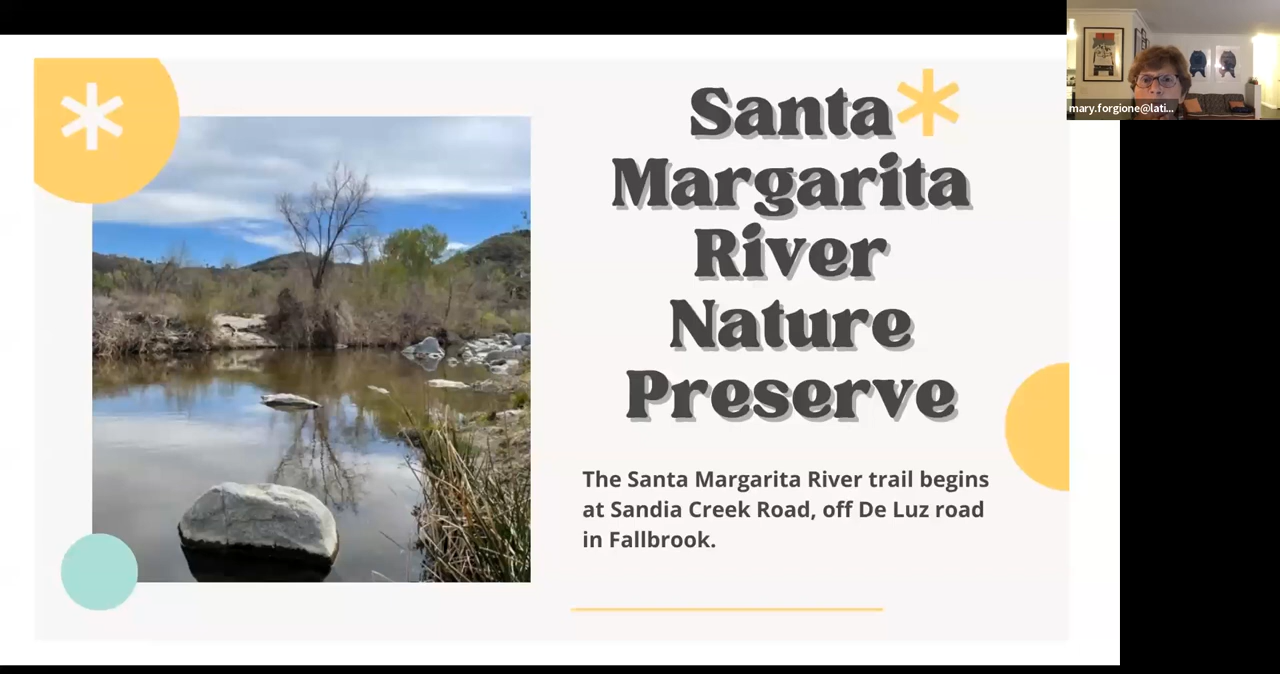 Santa
Margarita
River
Nature
Preserve
The Santa Margarita River trail begins
at Sandia Creek Road, off De Luz road
in Fallbrook.
mary.forgione@lati...